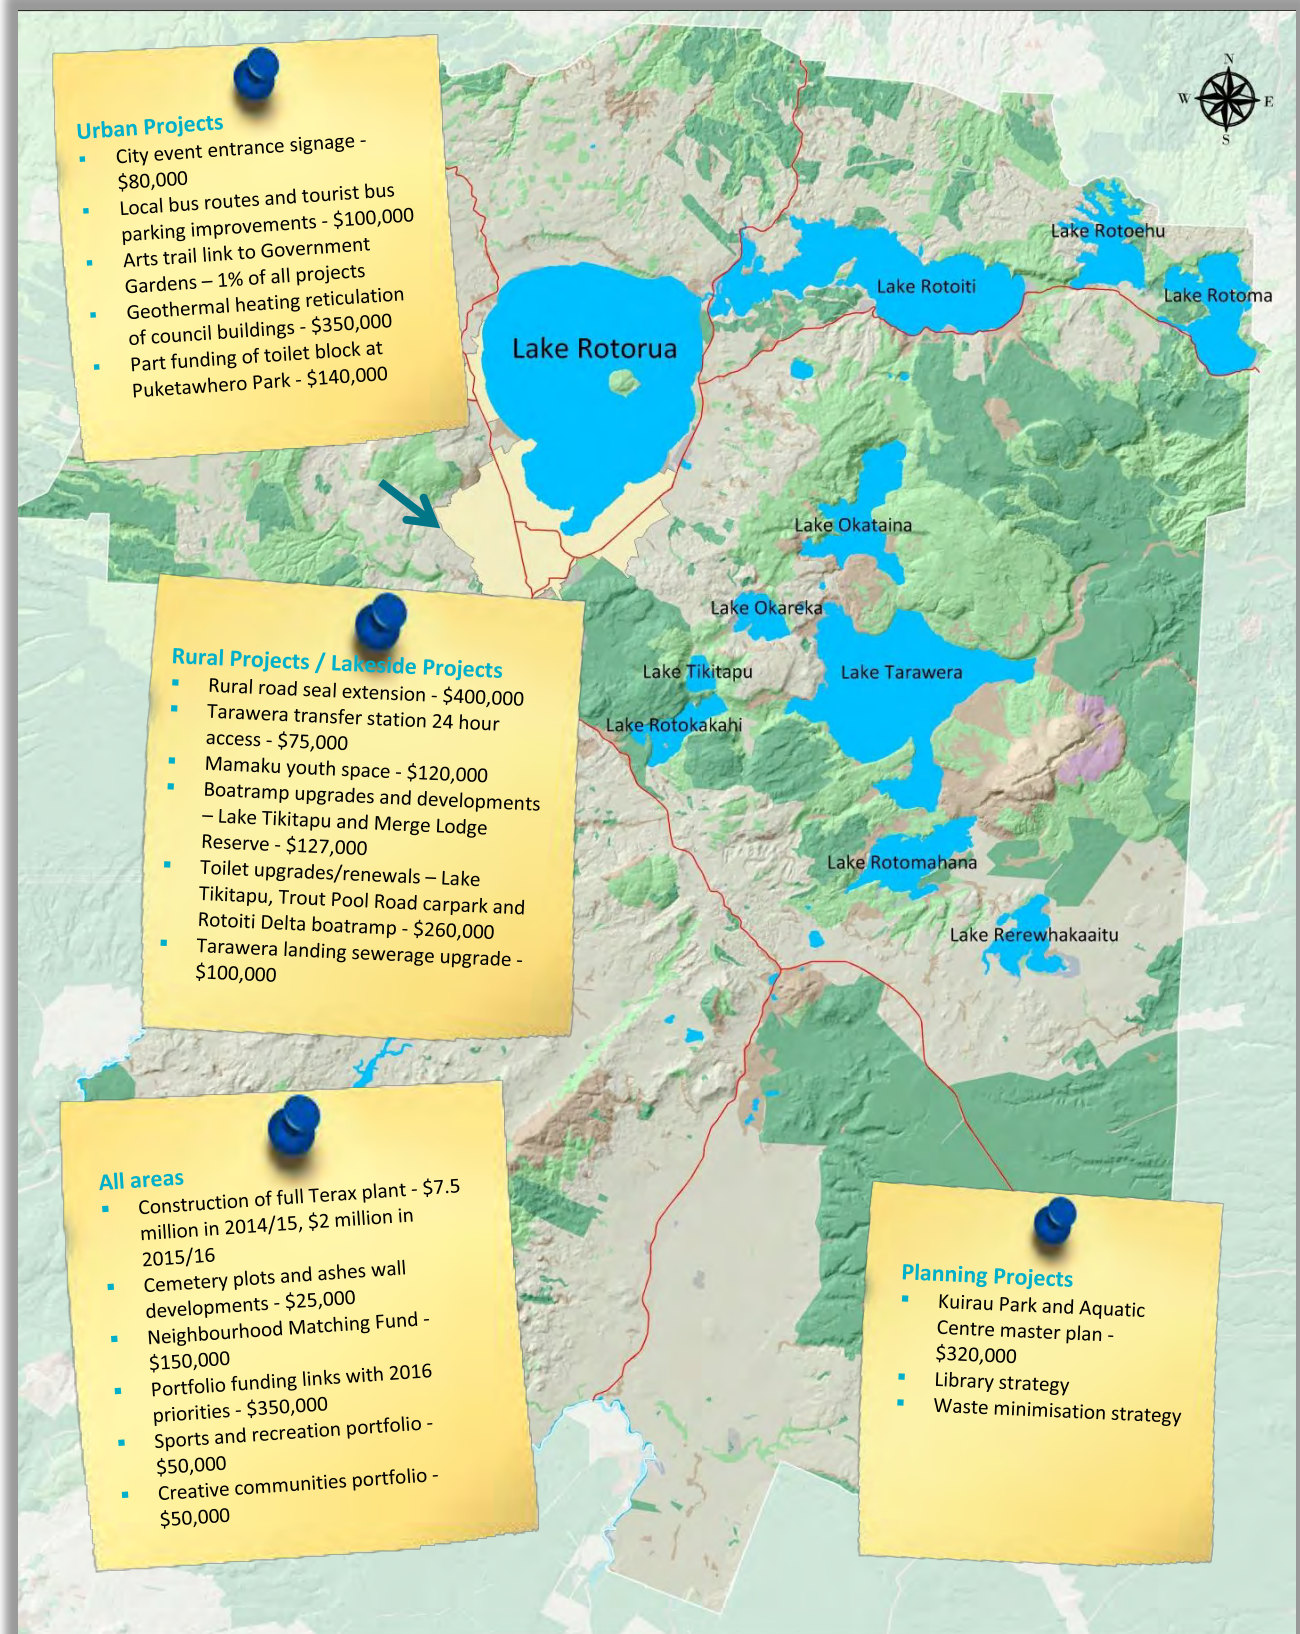 Urban Projects
▪ City event entrance signage -
$80,000
▪ Local bus routes and tourist bus
parking improvements - $100,000
▪ Arts trail link to Government
Gardens – 1% of all projects
▪ Geothermal heating reticulation
of council buildings - $350,000
▪ Part funding of toilet block at
Puketawhero Park - $140,000
N
W E
S
Lake Rotoehu
Lake Rotoiti
Lake Rotoma
Lake Rotorua
Lake Okataina
Lake Okareka
Lake Tikitapu
Lake Tarawera
Lake Rotokakahi
Lake Rotomahana
Lake Rerewhakaaitu
Rural Projects / Lakeside Projects
▪ Rural road seal extension - $400,000
▪ Tarawera transfer station 24 hour
access - $75,000
▪ Mamaku youth space - $120,000
▪ Boatramp upgrades and developments
– Lake Tikitapu and Merge Lodge
Reserve - $127,000
▪ Toilet upgrades/renewals – Lake
Tikitapu, Trout Pool Road carpark and
Rotoiti Delta boatramp - $260,000
▪ Tarawera landing sewerage upgrade -
$100,000
All areas
▪ Construction of full Terax plant - $7.5
million in 2014/15, $2 million in
2015/16
▪ Cemetery plots and ashes wall
developments - $25,000
▪ Neighbourhood Matching Fund -
$150,000
▪ Portfolio funding links with 2016
priorities - $350,000
▪ Sports and recreation portfolio -
$50,000
▪ Creative communities portfolio -
$50,000
Planning Projects
▪ Kuirau Park and Aquatic
Centre master plan -
$320,000
▪ Library strategy
▪ Waste minimisation strategy